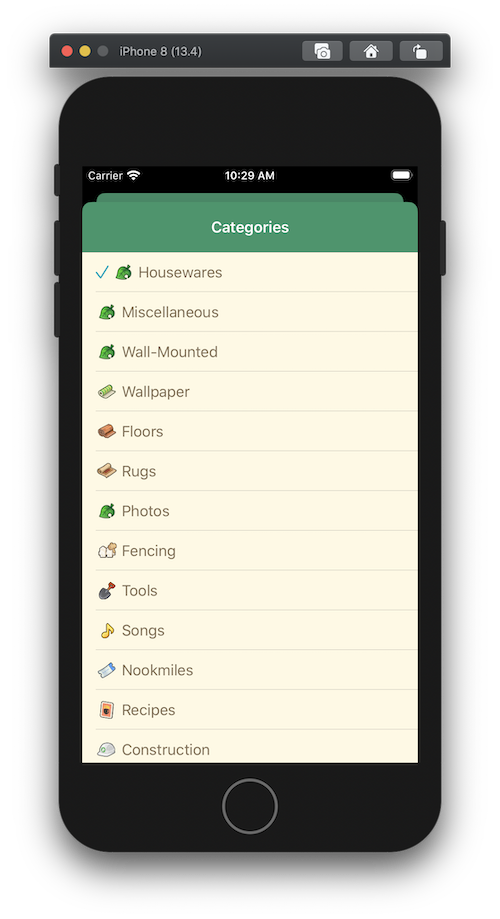 iPhone 8 (13.4)
Carrier 10:29 AM
Categories
Housewares
Miscellaneous
Wall-Mounted
Wallpaper
Floors
Rugs
Photos
Fencing
Tools
Songs
Nookmiles
Recipes
Construction